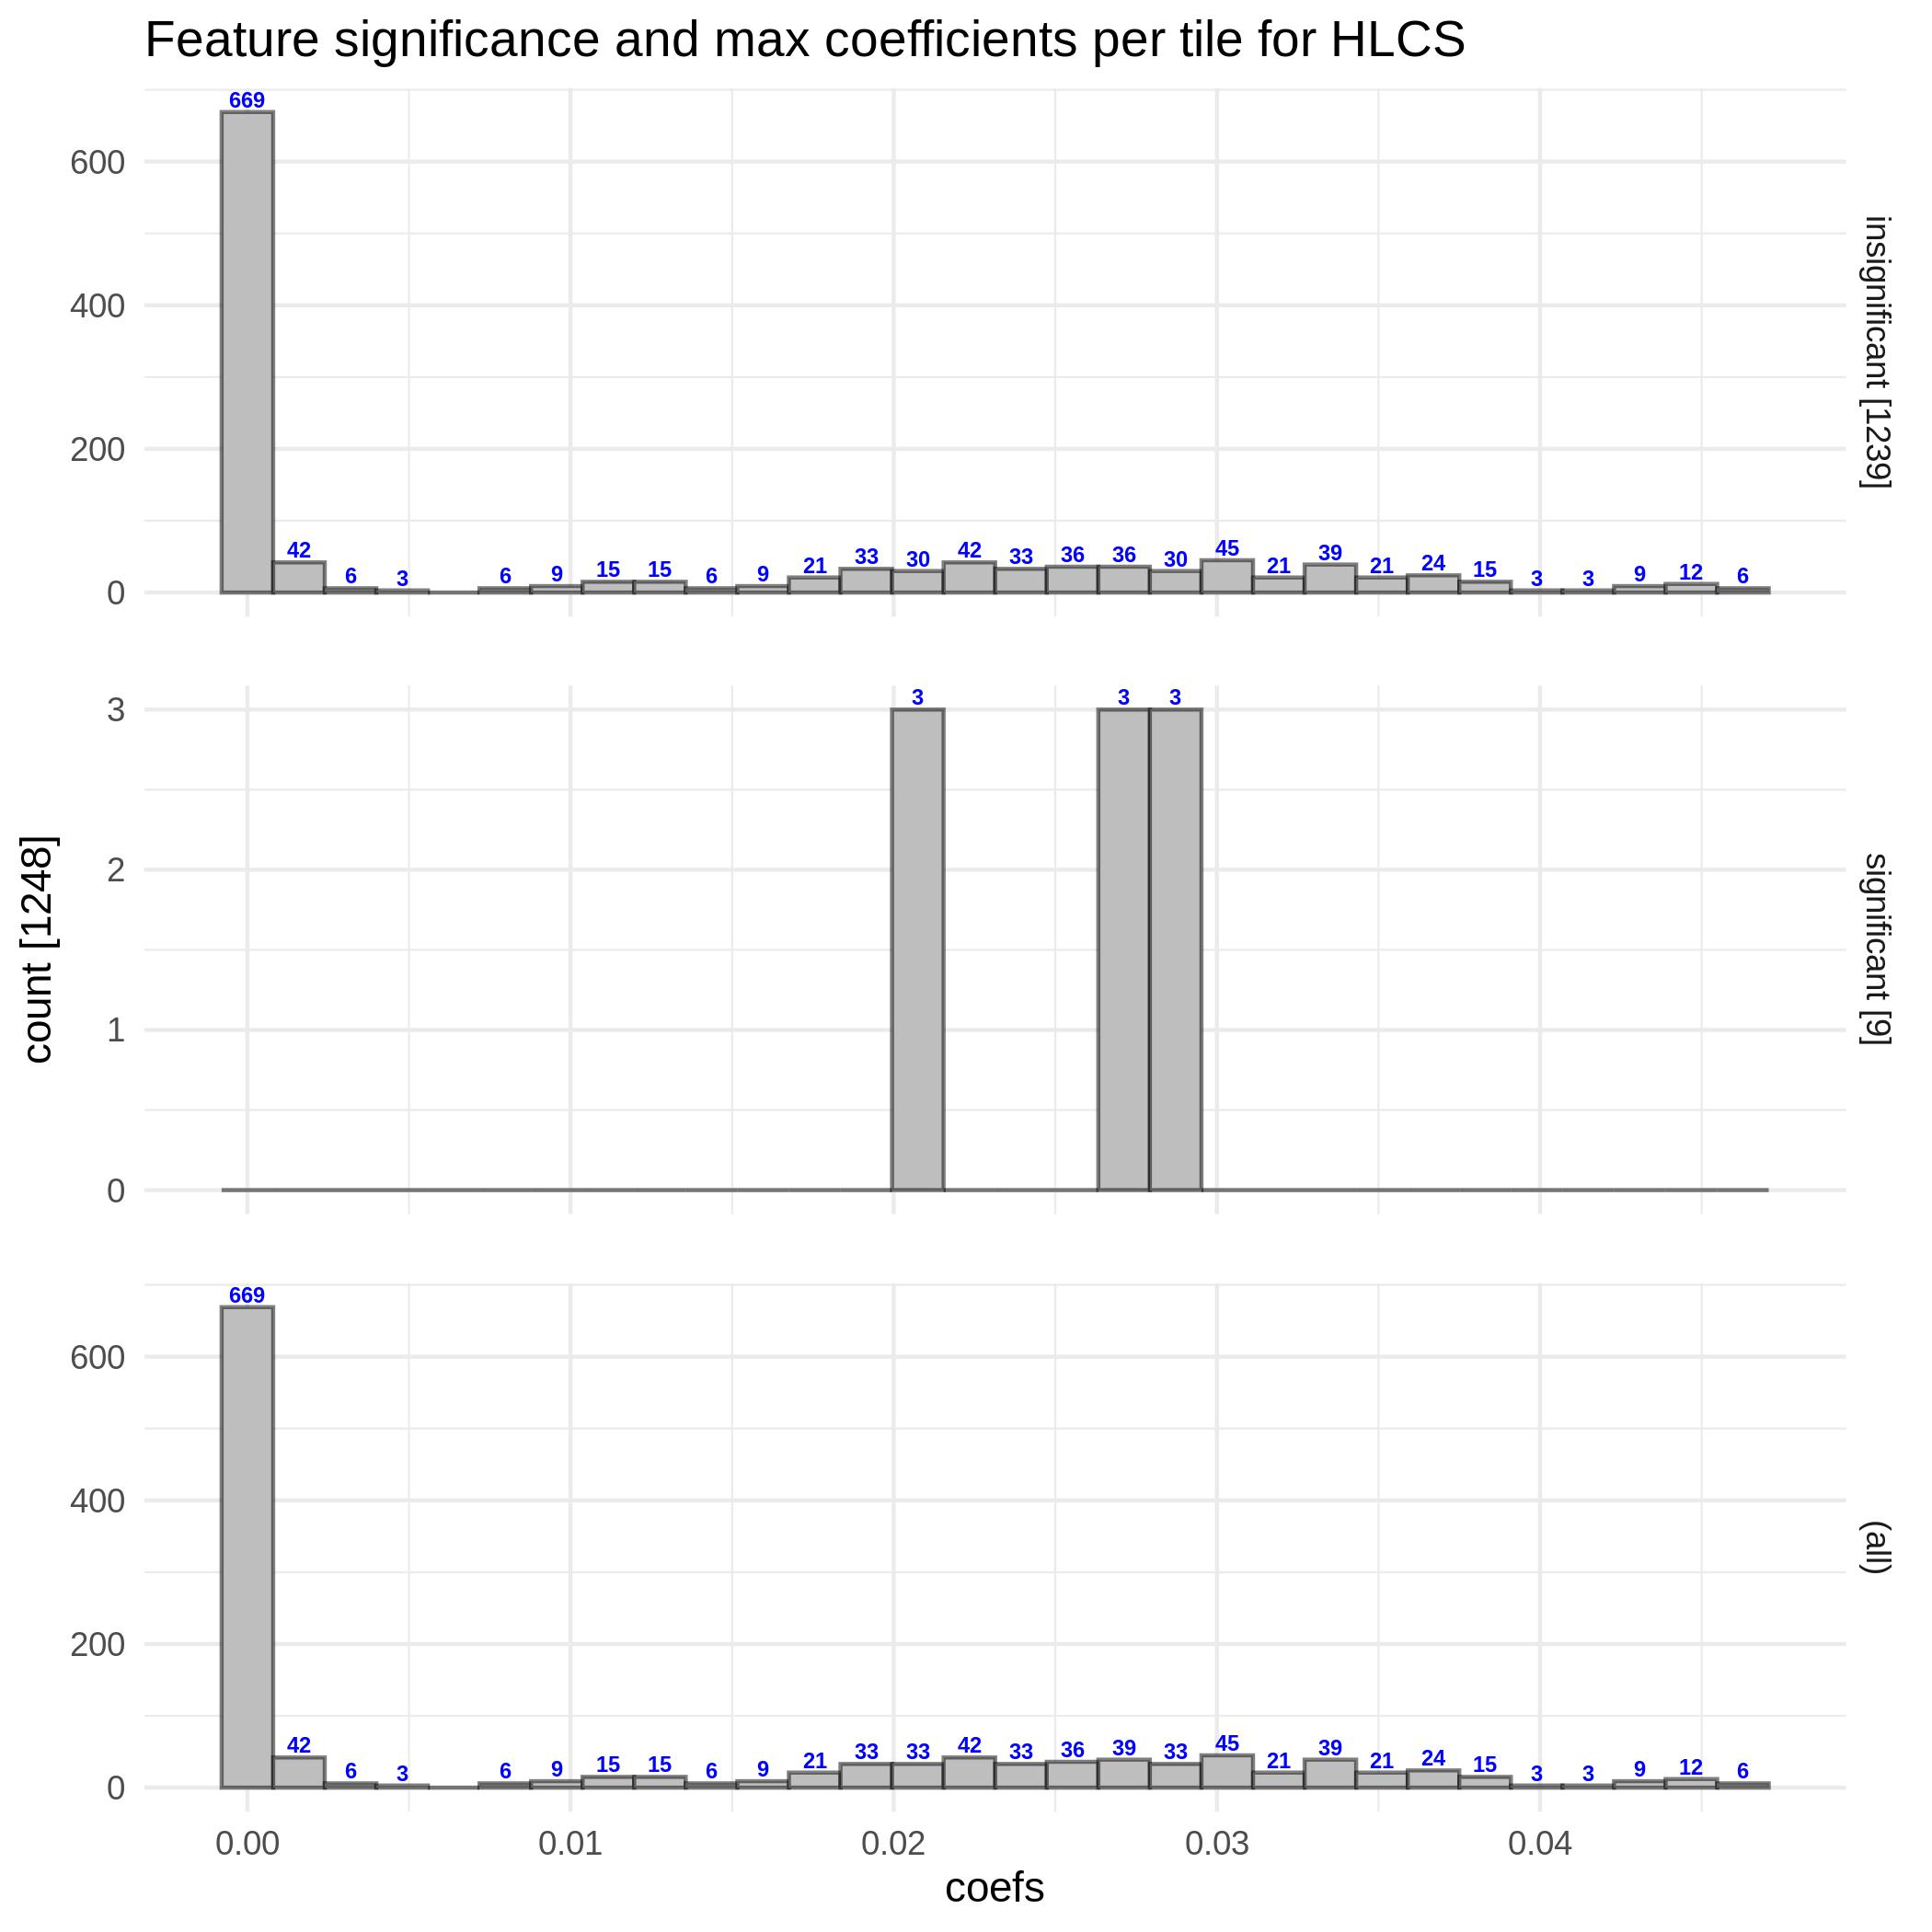 Feature significance and max coefficients per tile for HLCS
669
600
400
200
42 6 3 6 9 15 15 6 9 21 33 30 42 33 36 36 30 45 21 39 21 24 15 3 3 9 12 6
0
insignificant [1239]
3 3 3
3
2
1
0
count [1248]
significant [9]
669
600
400
200
42 6 3 6 9 15 15 6 9 21 33 33 42 33 36 39 33 45 21 39 21 24 15 3 3 9 12 6
0
(all)
0.00 0.01 0.02 0.03 0.04
coefs